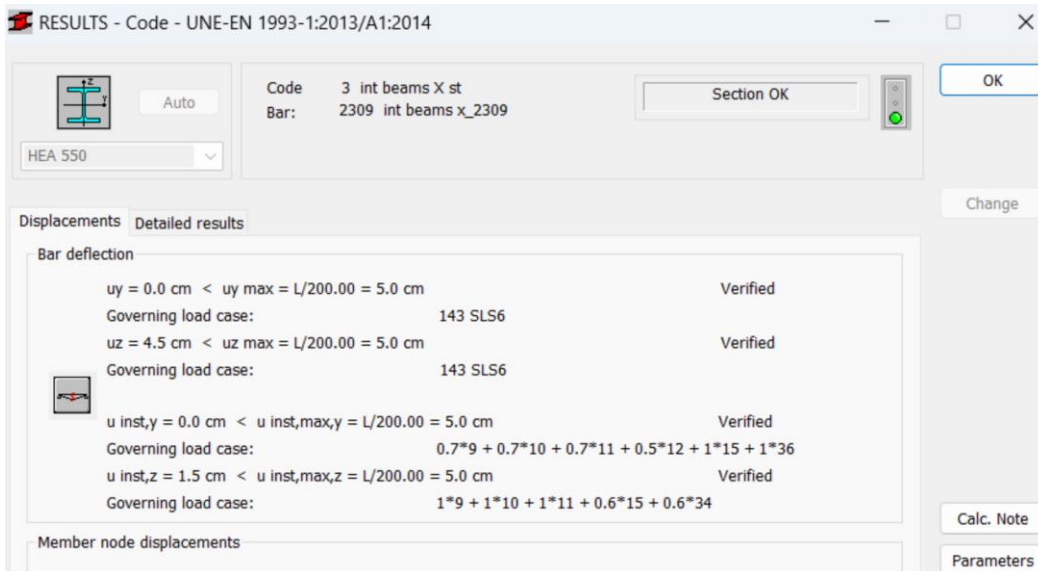 RESULTS - Code - UNE-EN 1993-1:2013/A1:2014
z
y
Auto
HEA 550
Code 3 int beams X st
Bar: 2309 int beams x_2309
Section OK
OK
Change
Displacements Detailed results
Bar deflection
uy = 0.0 cm < uy max = L/200.00 = 5.0 cm Verified
Governing load case: 143 SLS6
uz = 4.5 cm < uz max = L/200.00 = 5.0 cm Verified
Governing load case: 143 SLS6
u inst,y = 0.0 cm < u inst,max,y = L/200.00 = 5.0 cm Verified
Governing load case: 0.7*9 + 0.7*10 + 0.7*11 + 0.5*12 + 1*15 + 1*36
u inst,z = 1.5 cm < u inst,max,z = L/200.00 = 5.0 cm Verified
Governing load case: 1*9 + 1*10 + 1*11 + 0.6*15 + 0.6*34
Member node displacements
Calc. Note
Parameters